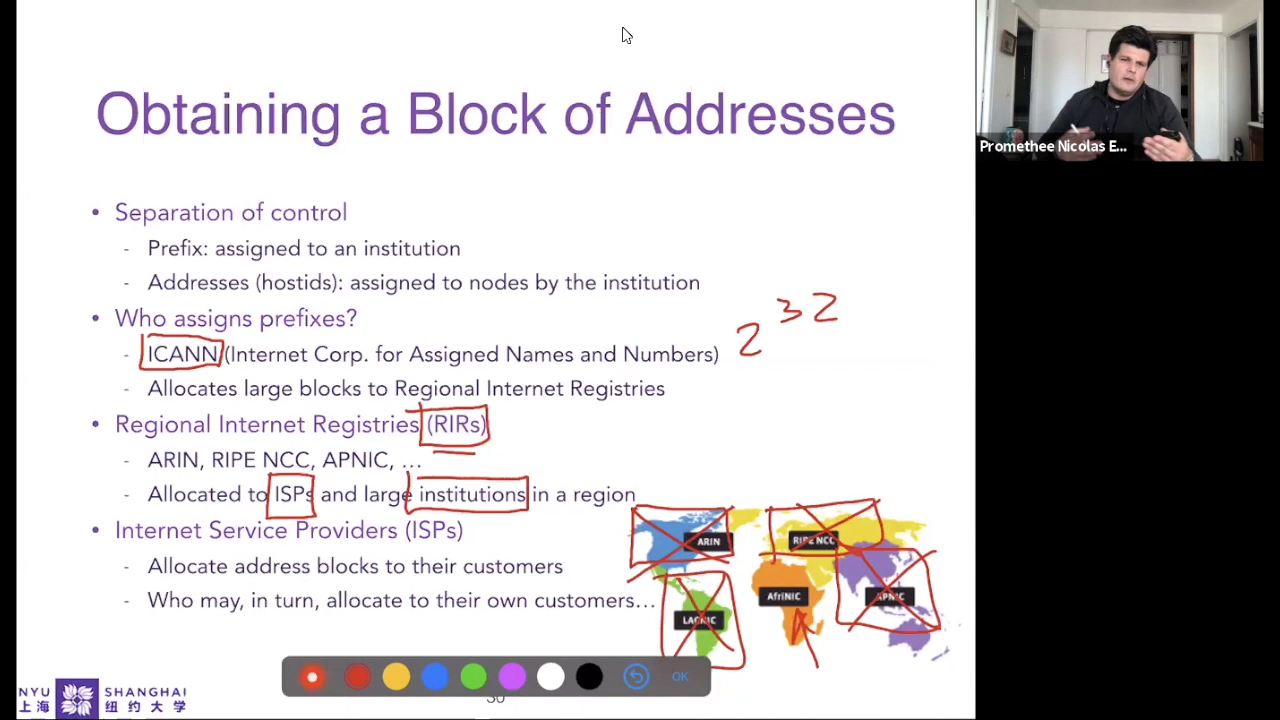 Obtaining a Block of Addresses
Promethee Nicolas E...
• Separation of control
- Prefix: assigned to an institution
- Addresses (hostids): assigned to nodes by the institution
• Who assigns prefixes?
2^32
- ICANN (Internet Corp. for Assigned Names and Numbers)
- Allocates large blocks to Regional Internet Registries
• Regional Internet Registries (RIRs)
- ARIN, RIPE NCC, APNIC, …
- Allocated to ISPs and large institutions in a region
• Internet Service Providers (ISPs)
- Allocate address blocks to their customers
- Who may, in turn, allocate to their own customers…
ARIN
RIPE NCC
AfriNIC
APNIC
LACNIC
OK
30
NYU SHANGHAI
上海 纽约大学